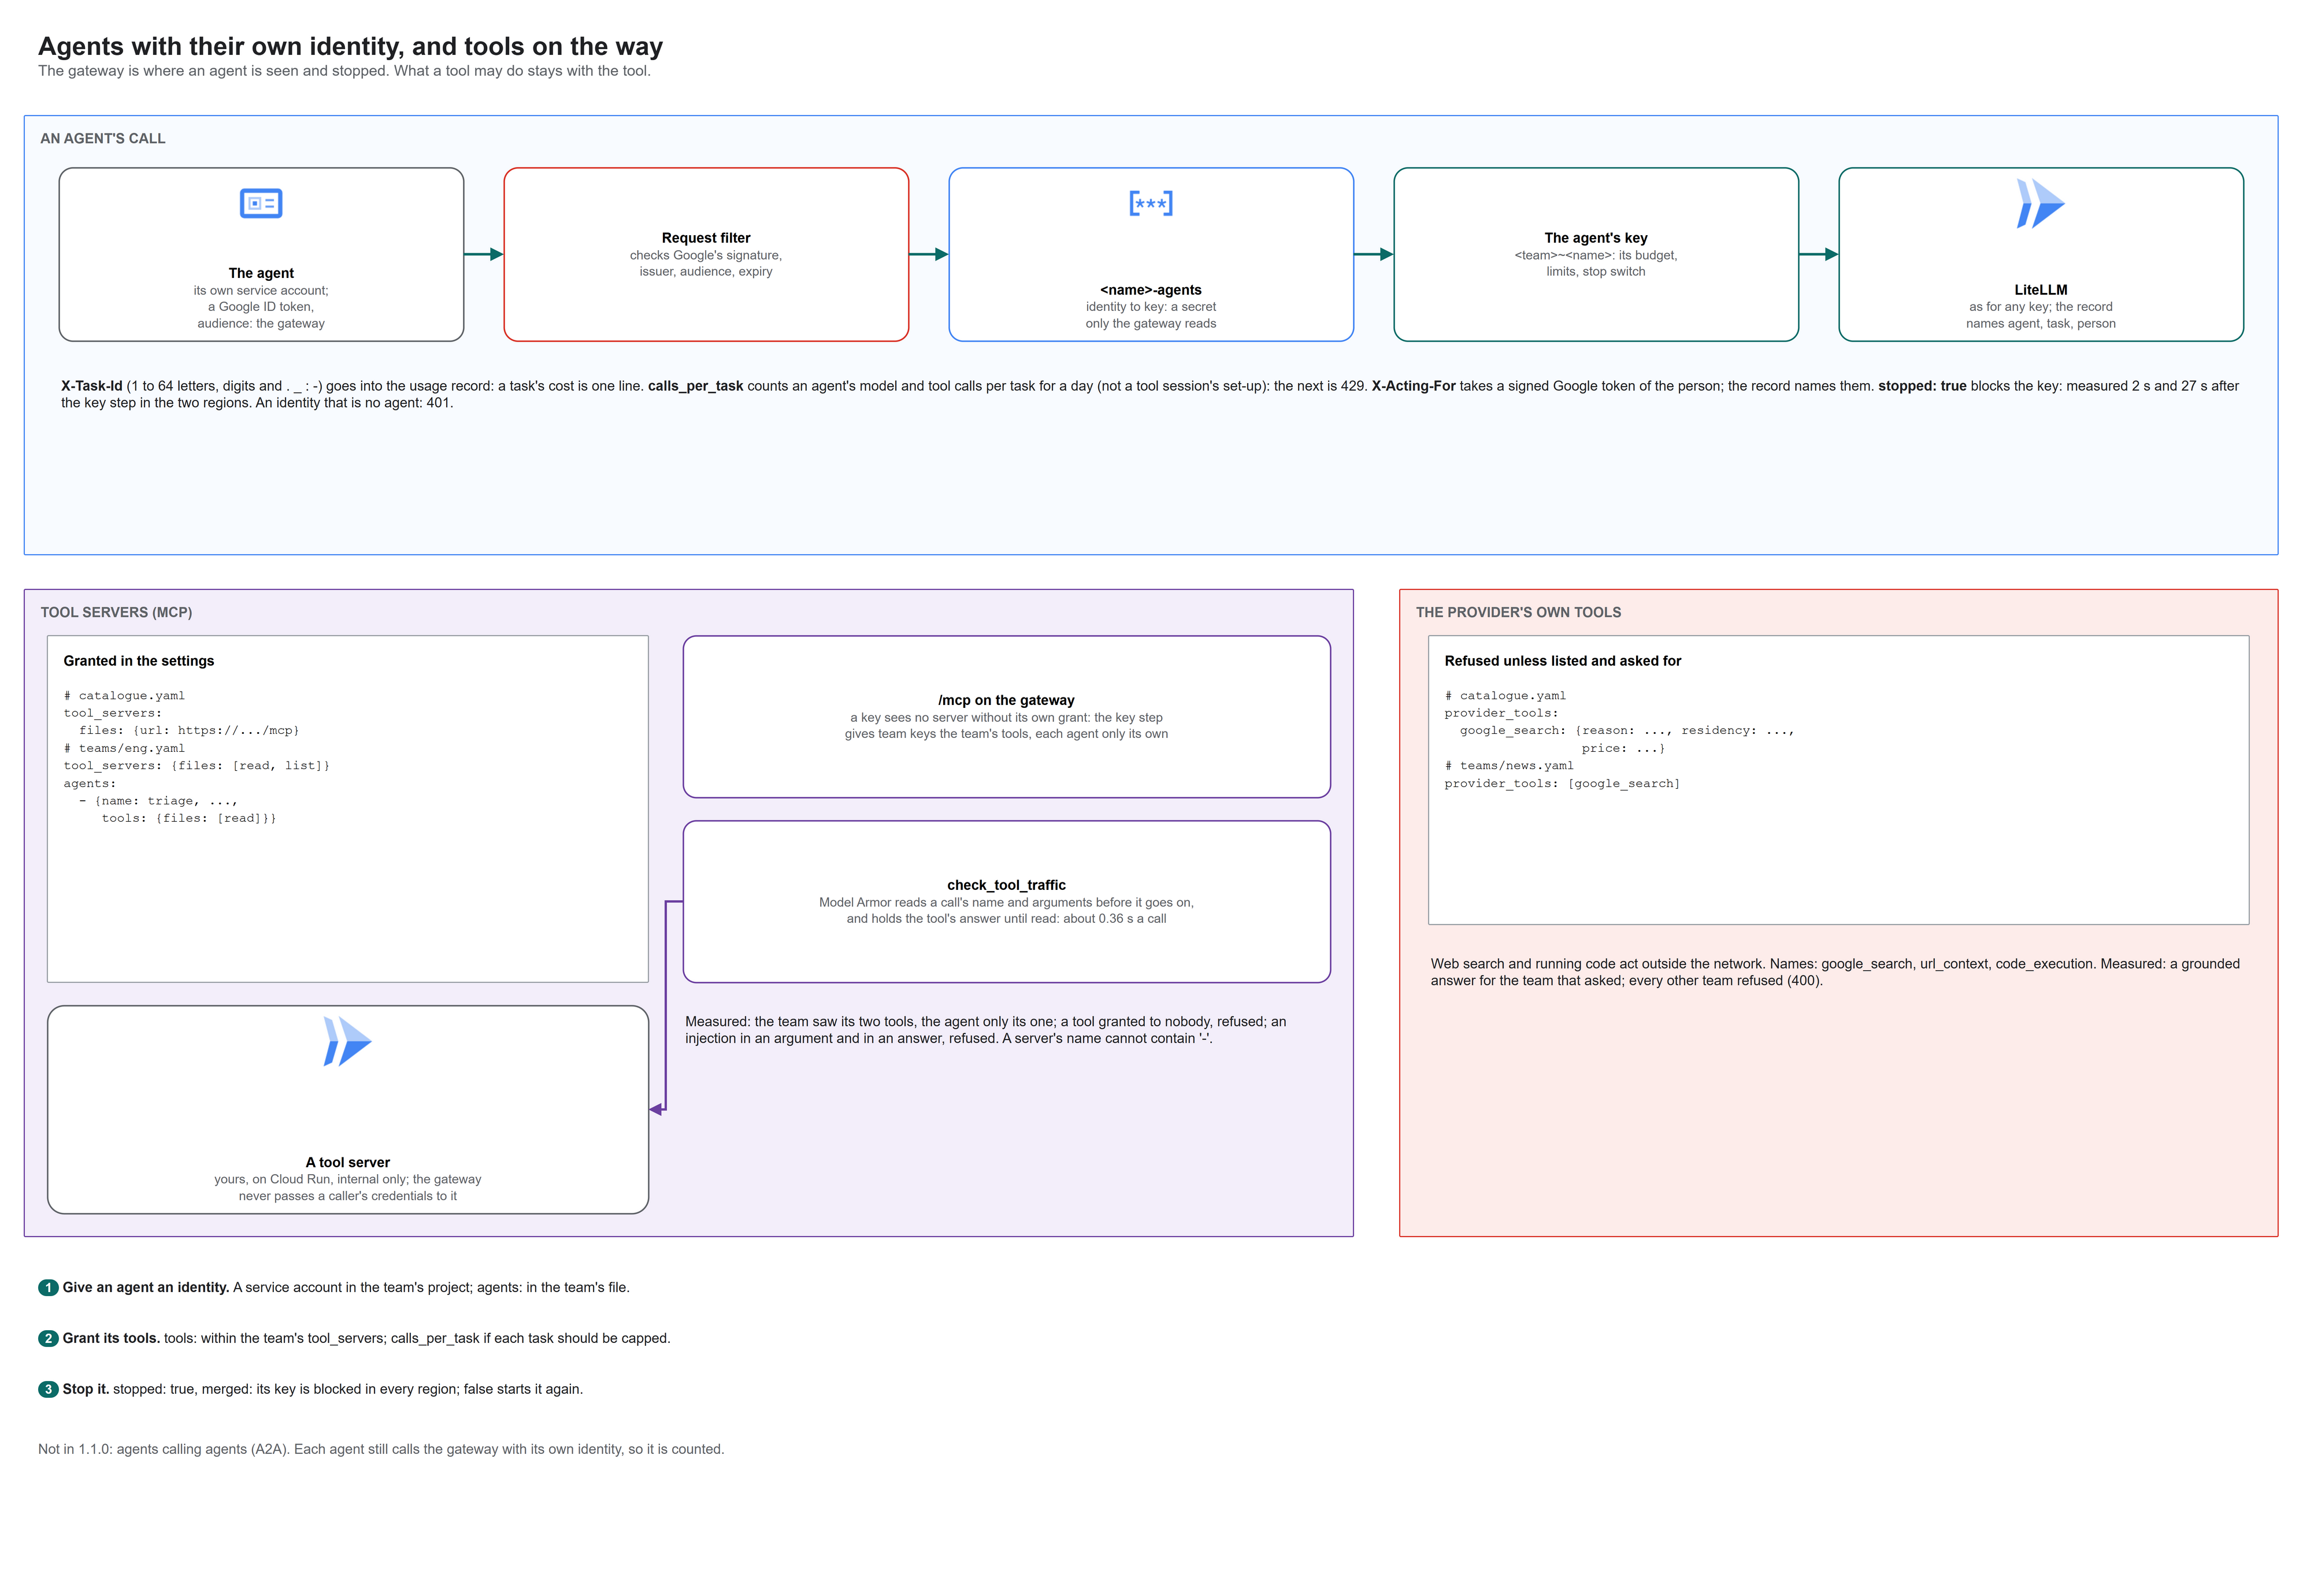 Agents with their own identity, and tools on the way
The gateway is where an agent is seen and stopped. What a tool may do stays with the tool.
AN AGENT'S CALL
The agent
its own service account;
a Google ID token,
audience: the gateway
Request filter
checks Google's signature,
issuer, audience, expiry
[***]
<name>-agents
identity to key: a secret
only the gateway reads
The agent's key
<team>~<name>: its budget,
limits, stop switch
LiteLLM
as for any key; the record
names agent, task, person
X-Task-Id (1 to 64 letters, digits and . _ : -) goes into the usage record: a task's cost is one line. calls_per_task counts an agent's model and tool calls per task for a day (not a tool session's set-up): the next is 429. X-Acting-For takes a signed Google token of the person; the record names them. stopped: true blocks the key: measured 2 s and 27 s after
the key step in the two regions. An identity that is no agent: 401.
TOOL SERVERS (MCP)
Granted in the settings
# catalogue.yaml
tool_servers:
  files: {url: https://.../mcp}
# teams/eng.yaml
tool_servers: {files: [read, list]}
agents:
  - {name: triage, ...,
     tools: {files: [read]}}
/mcp on the gateway
a key sees no server without its own grant: the key step
gives team keys the team's tools, each agent only its own
check_tool_traffic
Model Armor reads a call's name and arguments before it goes on,
and holds the tool's answer until read: about 0.36 s a call
Measured: the team saw its two tools, the agent only its one; a tool granted to nobody, refused; an
injection in an argument and in an answer, refused. A server's name cannot contain '-'.
A tool server
yours, on Cloud Run, internal only; the gateway
never passes a caller's credentials to it
THE PROVIDER'S OWN TOOLS
Refused unless listed and asked for
# catalogue.yaml
provider_tools:
  google_search: {reason: ..., residency: ...,
                  price: ...}
# teams/news.yaml
provider_tools: [google_search]
Web search and running code act outside the network. Names: google_search, url_context, code_execution. Measured: a grounded
answer for the team that asked; every other team refused (400).
1 Give an agent an identity. A service account in the team's project; agents: in the team's file.
2 Grant its tools. tools: within the team's tool_servers; calls_per_task if each task should be capped.
3 Stop it. stopped: true, merged: its key is blocked in every region; false starts it again.
Not in 1.1.0: agents calling agents (A2A). Each agent still calls the gateway with its own identity, so it is counted.